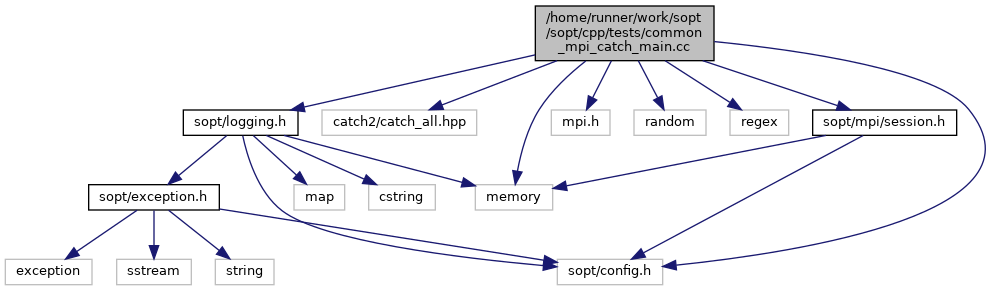 /home/runner/work/sopt
/sopt/cpp/tests/common
_mpi_catch_main.cc
sopt/logging.h
catch2/catch_all.hpp
mpi.h
random
regex
sopt/mpi/session.h
sopt/exception.h
map
cstring
memory
exception
sstream
string
sopt/config.h